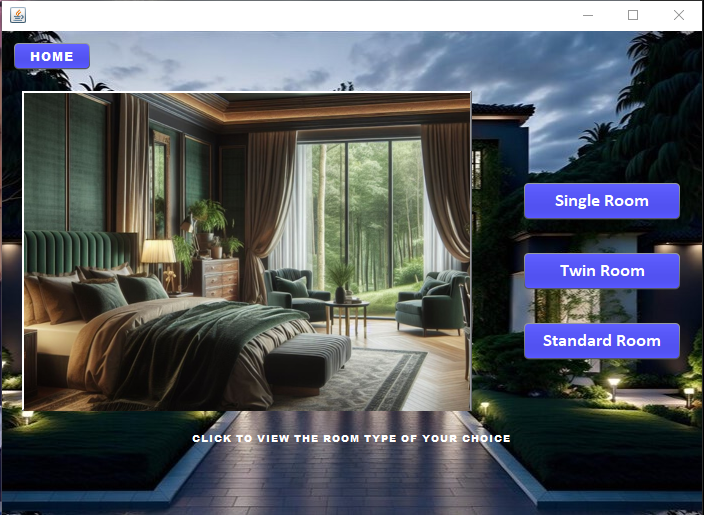 HOME
Single Room
Twin Room
Standard Room
CLICK TO VIEW THE ROOM TYPE OF YOUR CHOICE